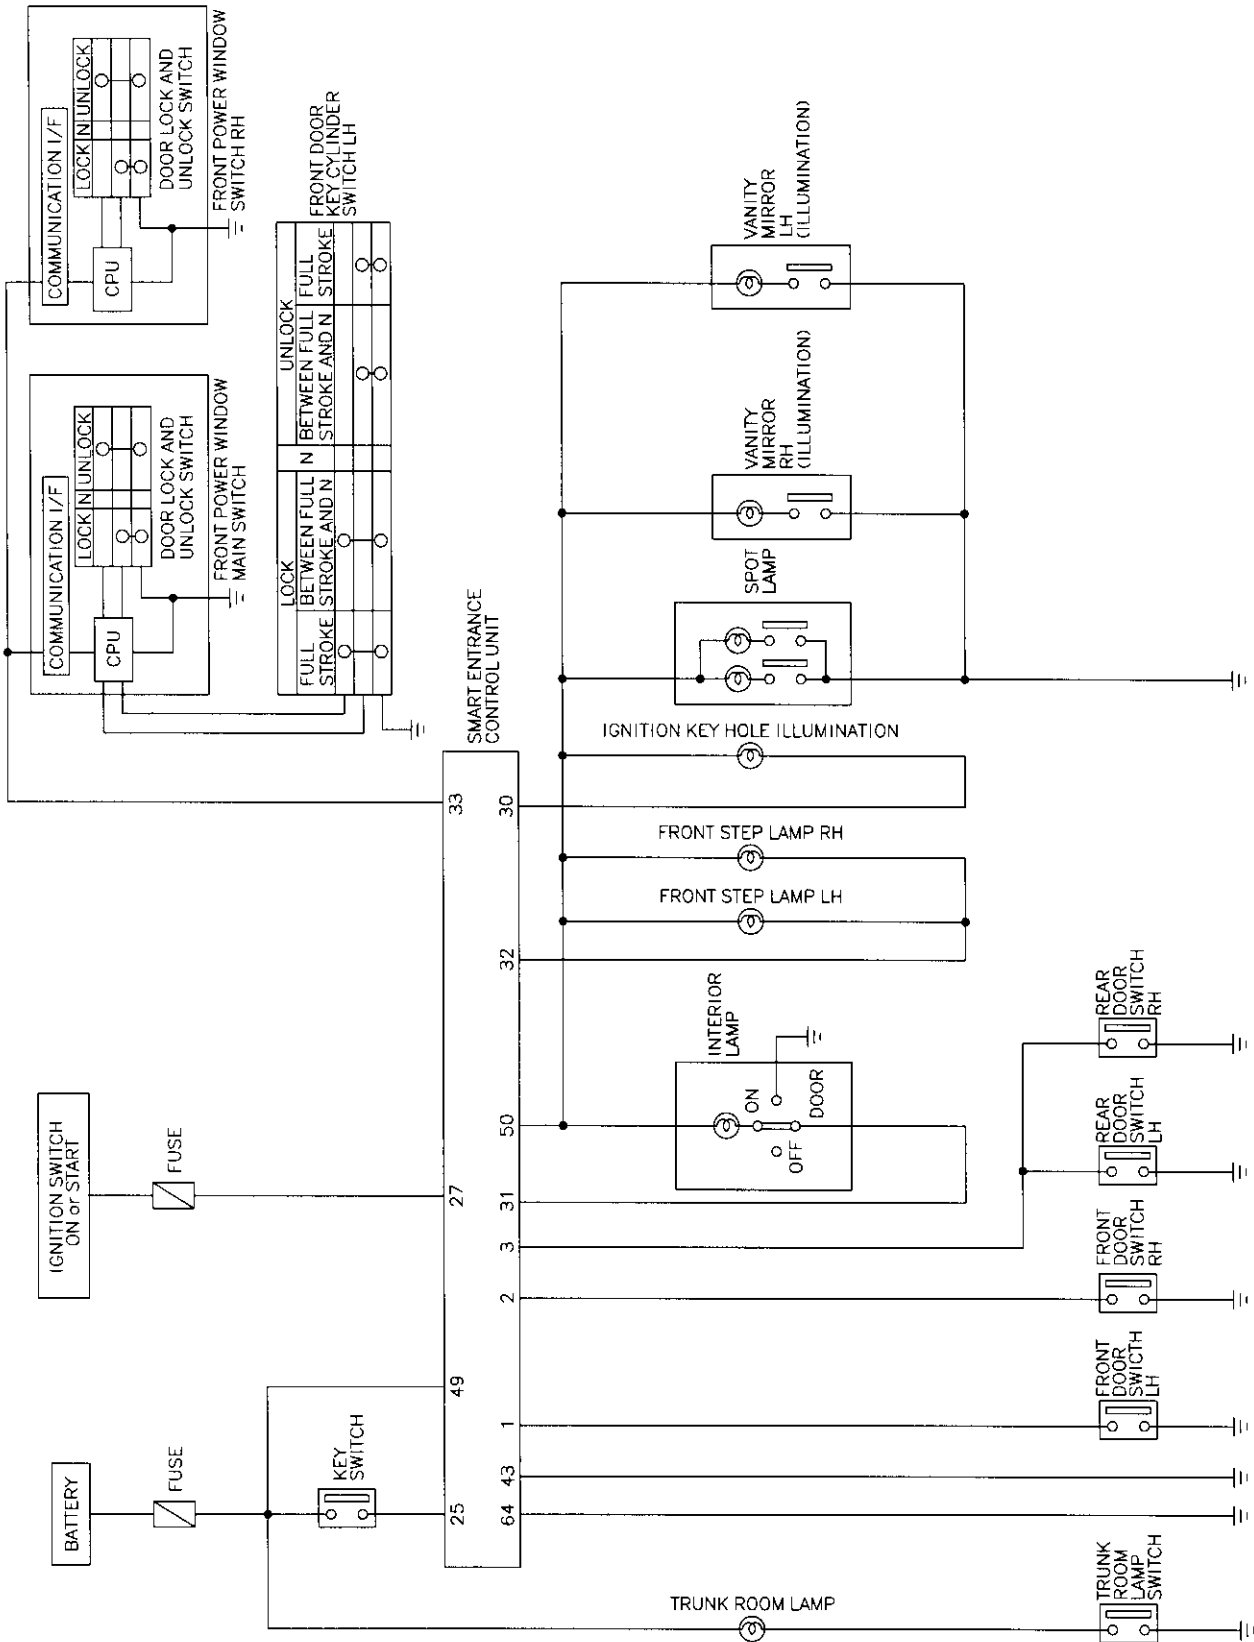 COMMUNICATION I/F
LOCK N UNLOCK
CPU
DOOR LOCK AND
UNLOCK SWITCH
FRONT POWER WINDOW
SWITCH RH
COMMUNICATION I/F
LOCK N UNLOCK
CPU
DOOR LOCK AND
UNLOCK SWITCH
FRONT POWER WINDOW
MAIN SWITCH
FRONT DOOR
KEY CYLINDER
SWITCH LH
LOCK
N
UNLOCK
FULL
STROKE
BETWEEN FULL
STROKE AND N
BETWEEN FULL
STROKE AND N
FULL
STROKE
SMART ENTRANCE
CONTROL UNIT
33
30
32
50
27
31
3
2
49
1
43
25
64
VANITY
MIRROR
LH
(ILLUMINATION)
VANITY
MIRROR
RH
(ILLUMINATION)
SPOT
LAMP
IGNITION KEY HOLE ILLUMINATION
FRONT STEP LAMP RH
FRONT STEP LAMP LH
INTERIOR
LAMP
ON
OFF
DOOR
IGNITION SWITCH
ON or START
FUSE
BATTERY
FUSE
KEY
SWITCH
REAR
DOOR
SWITCH
RH
REAR
DOOR
SWITCH
LH
FRONT
DOOR
SWITCH
RH
FRONT
DOOR
SWICTH
LH
TRUNK ROOM LAMP
TRUNK
ROOM
LAMP
SWITCH